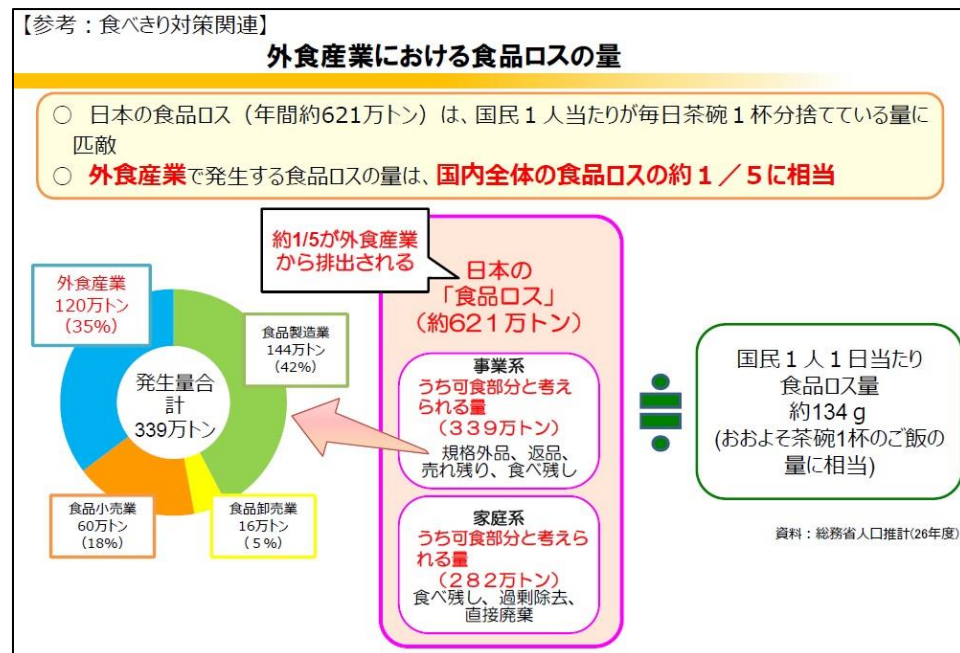 【参考：食べきり対策関連】
外食産業における食品ロスの量
○ 日本の食品ロス（年間約621万トン）は、国民１人当たりが毎日茶碗１杯分捨てている量に
匹敵
○ 外食産業で発生する食品ロスの量は、国内全体の食品ロスの約１／５に相当
約1/5が外食産業
から排出される
外食産業
120万トン
(35%)
食品製造業
144万トン
(42%)
発生量合
計
339万トン
食品小売業
60万トン
(18%)
食品卸売業
16万トン
(５%)
日本の
「食品ロス」
（約621万トン）
事業系
うち可食部分と考え
られる量
（３３９万トン）
規格外品、返品、
売れ残り、食べ残し
家庭系
うち可食部分と考えら
れる量
（２８２万トン）
食べ残し、過剰除去、
直接廃棄
国民１人１日当たり
食品ロス量
約134ｇ
(おおよそ茶碗1杯のご飯の
量に相当)
資料：総務省人口推計(26年度)